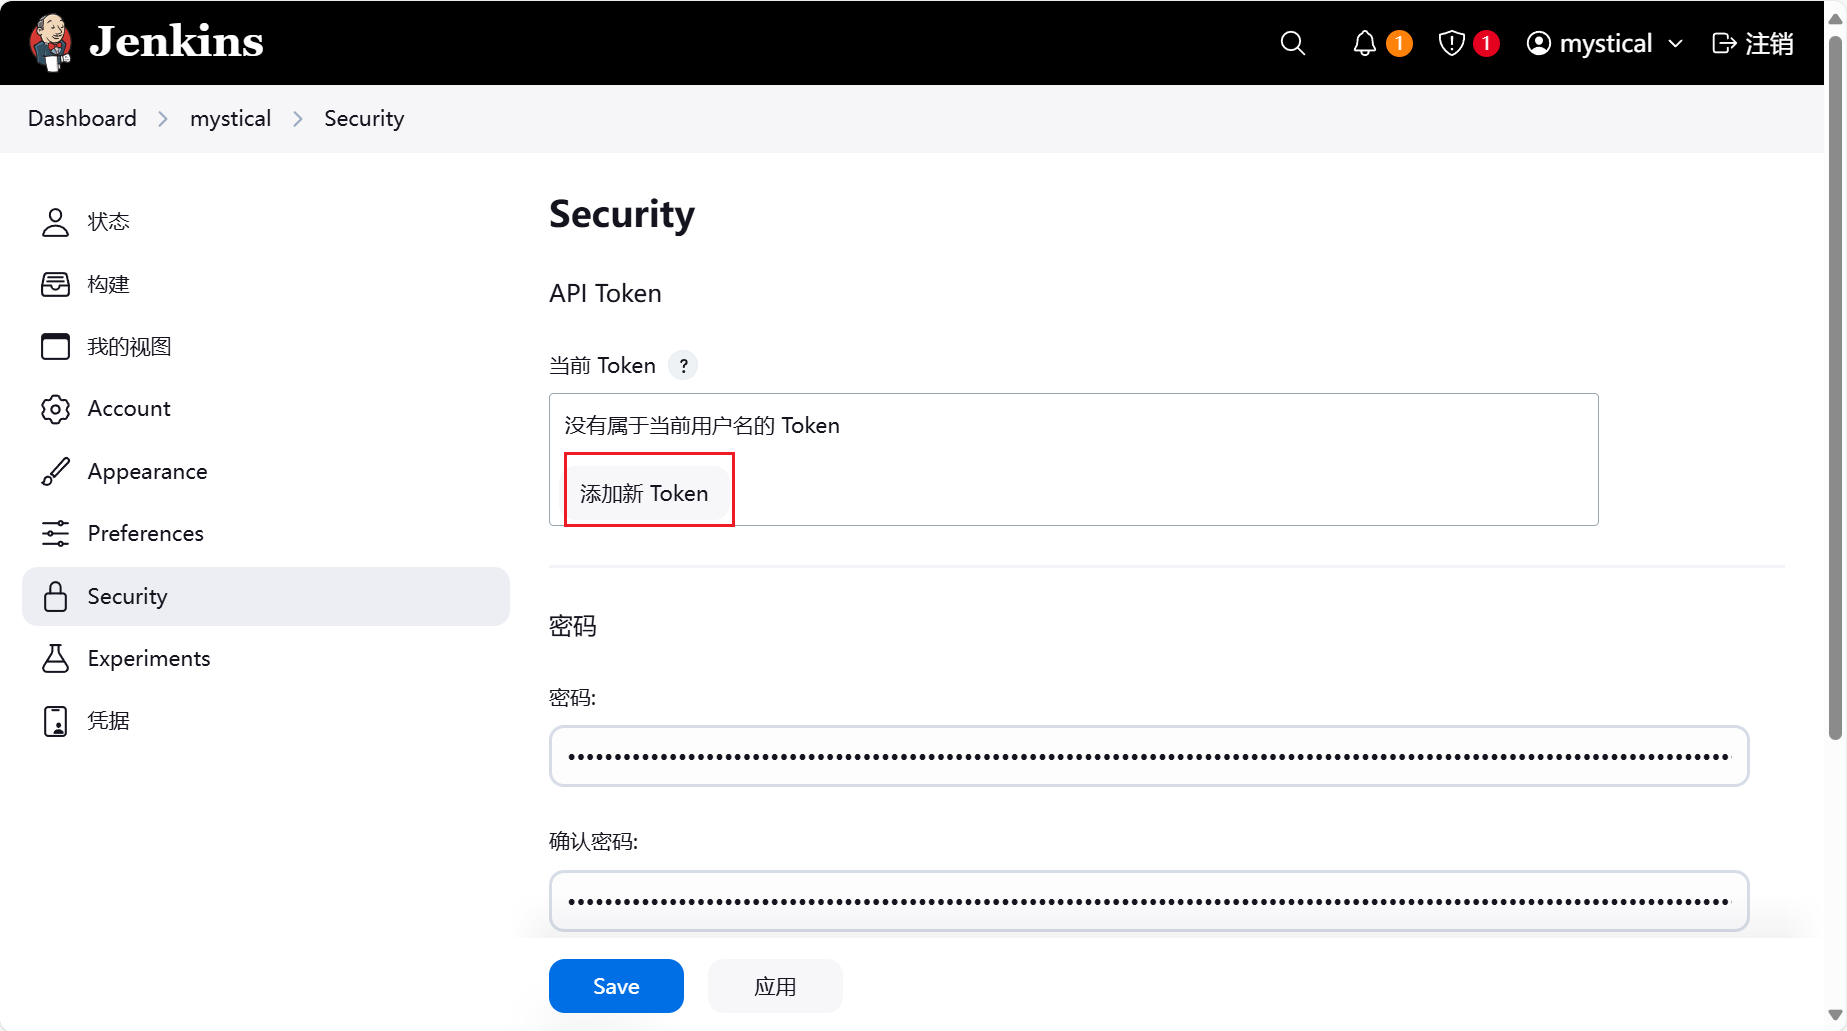 Jenkins
1
1
mystical
注销
Dashboard
mystical
Security
状态
构建
我的视图
Account
Appearance
Preferences
Security
Experiments
凭据
Security
API Token
当前 Token ?
没有属于当前用户名的 Token
添加新 Token
密码
密码:
确认密码:
Save
应用